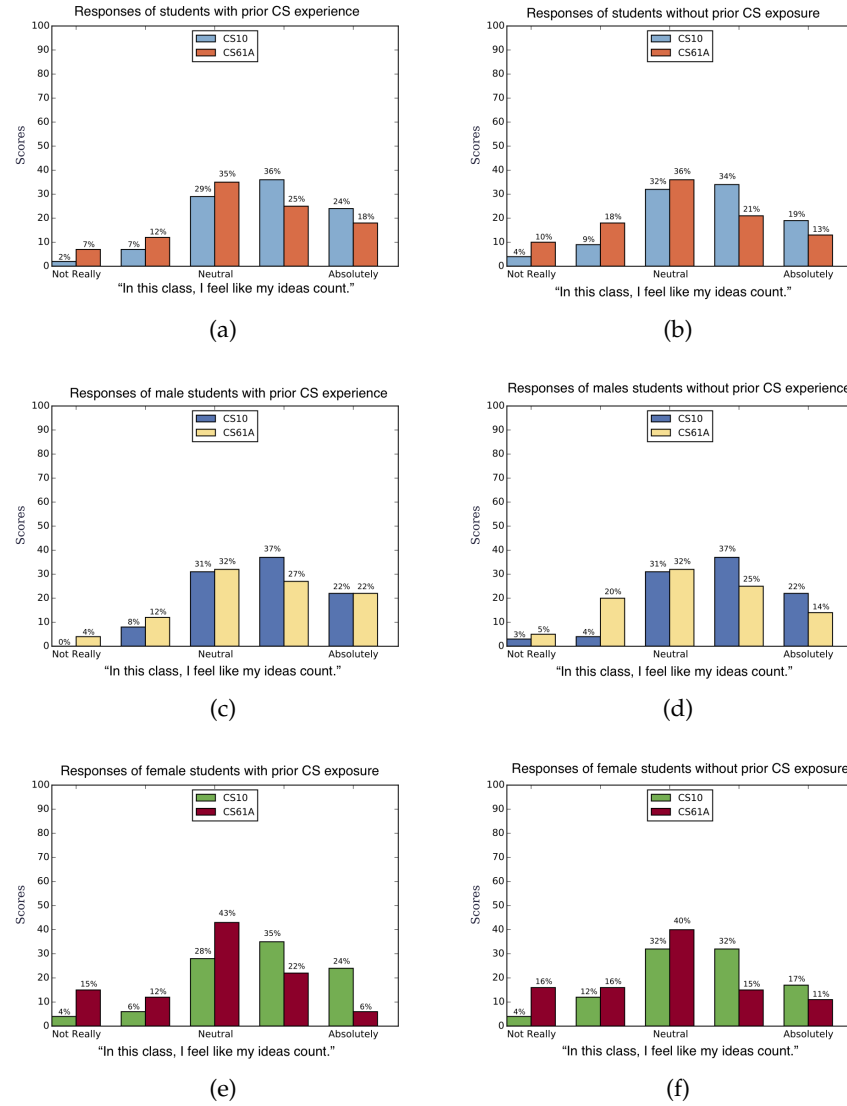 Responses of students with prior CS experience
CS10
CS61A
Scores
100
90
80
70
60
50
40
30
20
10
0
2%
7%
7%
12%
29%
35%
36%
25%
24%
18%
Not Really
Neutral
Absolutely
“In this class, I feel like my ideas count.”
(a)
Responses of students without prior CS exposure
CS10
CS61A
Scores
100
90
80
70
60
50
40
30
20
10
0
4%
10%
9%
18%
32%
36%
34%
21%
19%
13%
Not Really
Neutral
Absolutely
“In this class, I feel like my ideas count.”
(b)
Responses of male students with prior CS experience
CS10
CS61A
Scores
100
90
80
70
60
50
40
30
20
10
0
0%
4%
8%
12%
31%
32%
37%
27%
22%
22%
Not Really
Neutral
Absolutely
“In this class, I feel like my ideas count.”
(c)
Responses of males students without prior CS experience
CS10
CS61A
Scores
100
90
80
70
60
50
40
30
20
10
0
3%
5%
4%
20%
31%
32%
37%
25%
22%
14%
Not Really
Neutral
Absolutely
“In this class, I feel like my ideas count.”
(d)
Responses of female students with prior CS exposure
CS10
CS61A
Scores
100
90
80
70
60
50
40
30
20
10
0
4%
15%
6%
12%
28%
43%
35%
22%
24%
6%
Not Really
Neutral
Absolutely
“In this class, I feel like my ideas count.”
(e)
Responses of female students without prior CS exposure
CS10
CS61A
Scores
100
90
80
70
60
50
40
30
20
10
0
4%
16%
12%
16%
32%
40%
32%
15%
17%
11%
Not Really
Neutral
Absolutely
“In this class, I feel like my ideas count.”
(f)